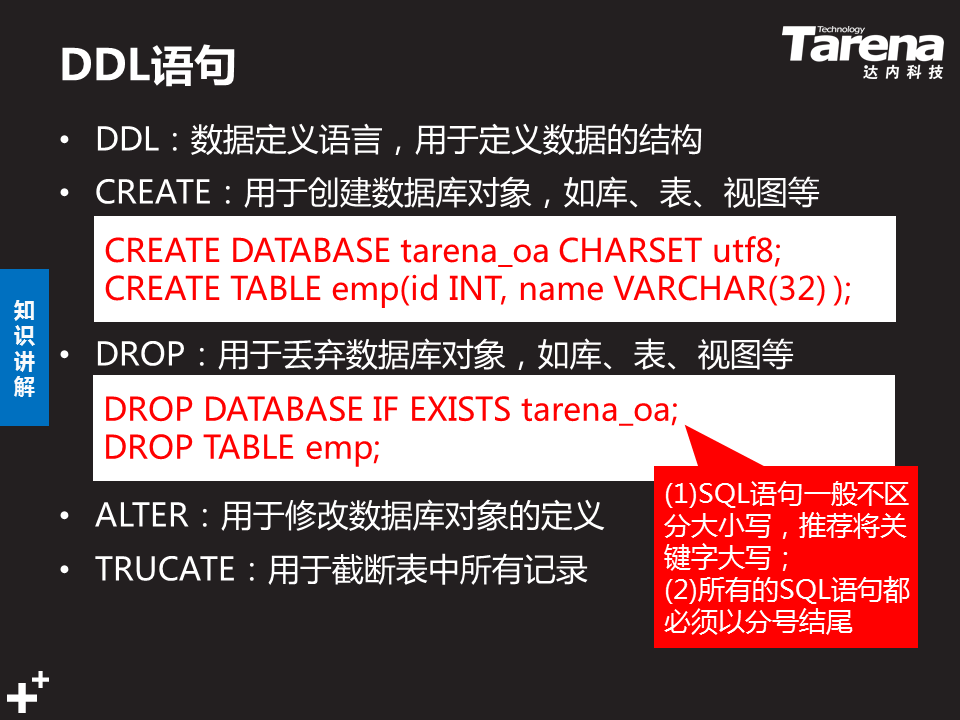 DDL语句
Technology
Tarena
达内科技
• DDL：数据定义语言，用于定义数据的结构
• CREATE：用于创建数据库对象，如库、表、视图等
CREATE DATABASE tarena_oa CHARSET utf8;
CREATE TABLE emp(id INT, name VARCHAR(32) );
知识讲解
• DROP：用于丢弃数据库对象，如库、表、视图等
DROP DATABASE IF EXISTS tarena_oa;
DROP TABLE emp;
• ALTER：用于修改数据库对象的定义
• TRUCATE：用于截断表中所有记录
(1)SQL语句一般不区
分大小写，推荐将关
键字大写；
(2)所有的SQL语句都
必须以分号结尾